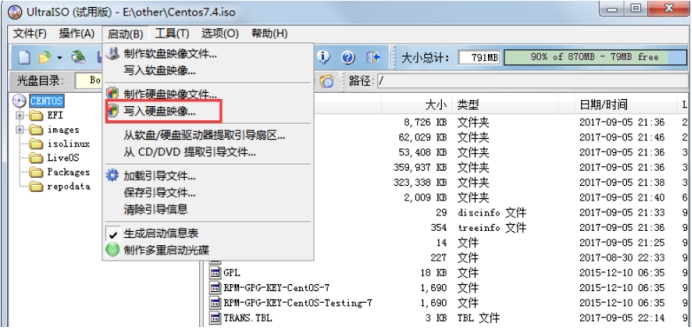 UltraISO (试用版) - E:\other\Centos7.4.iso
文件(F) 操作(A) 启动(B) 工具(T) 选项(O) 帮助(H)
大小总计: 791MB 90% of 870MB - 79MB free
光盘目录: Bo
路径: /
制作软盘映像文件...
写入软盘映像...
制作硬盘映像文件...
写入硬盘映像...
从软盘/硬盘驱动器提取引导扇区...
从 CD/DVD 提取引导文件...
加载引导文件...
保存引导文件...
清除引导信息
生成启动信息表
制作多重启动光碟
CENTOS
EFI
images
isolinux
LiveOS
Packages
repodata
大小 类型 日期/时间 L
8,726 KB 文件夹 2017-09-05 21:36 2
62,029 KB 文件夹 2017-09-05 21:46 2
53,408 KB 文件夹 2017-09-05 21:36 2
359,937 KB 文件夹 2017-09-05 21:36 2
323,338 KB 文件夹 2017-09-05 21:38 2
2,009 KB 文件夹 2017-09-05 21:40 6
29 discinfo 文件 2017-09-05 21:33 9
354 treeinfo 文件 2017-09-05 21:38 9
14 文件 2017-09-05 21:33 9
227 文件 2017-08-30 22:33 9
GPL 18 KB 文件 2015-12-10 06:35 9
RPM-GPG-KEY-CentOS-7 1,690 文件 2015-12-10 06:35 9
RPM-GPG-KEY-CentOS-Testing-7 1,690 文件 2015-12-10 06:35 9
TRANS.TBL 3 KB TBL 文件 2017-09-07 22:14 9